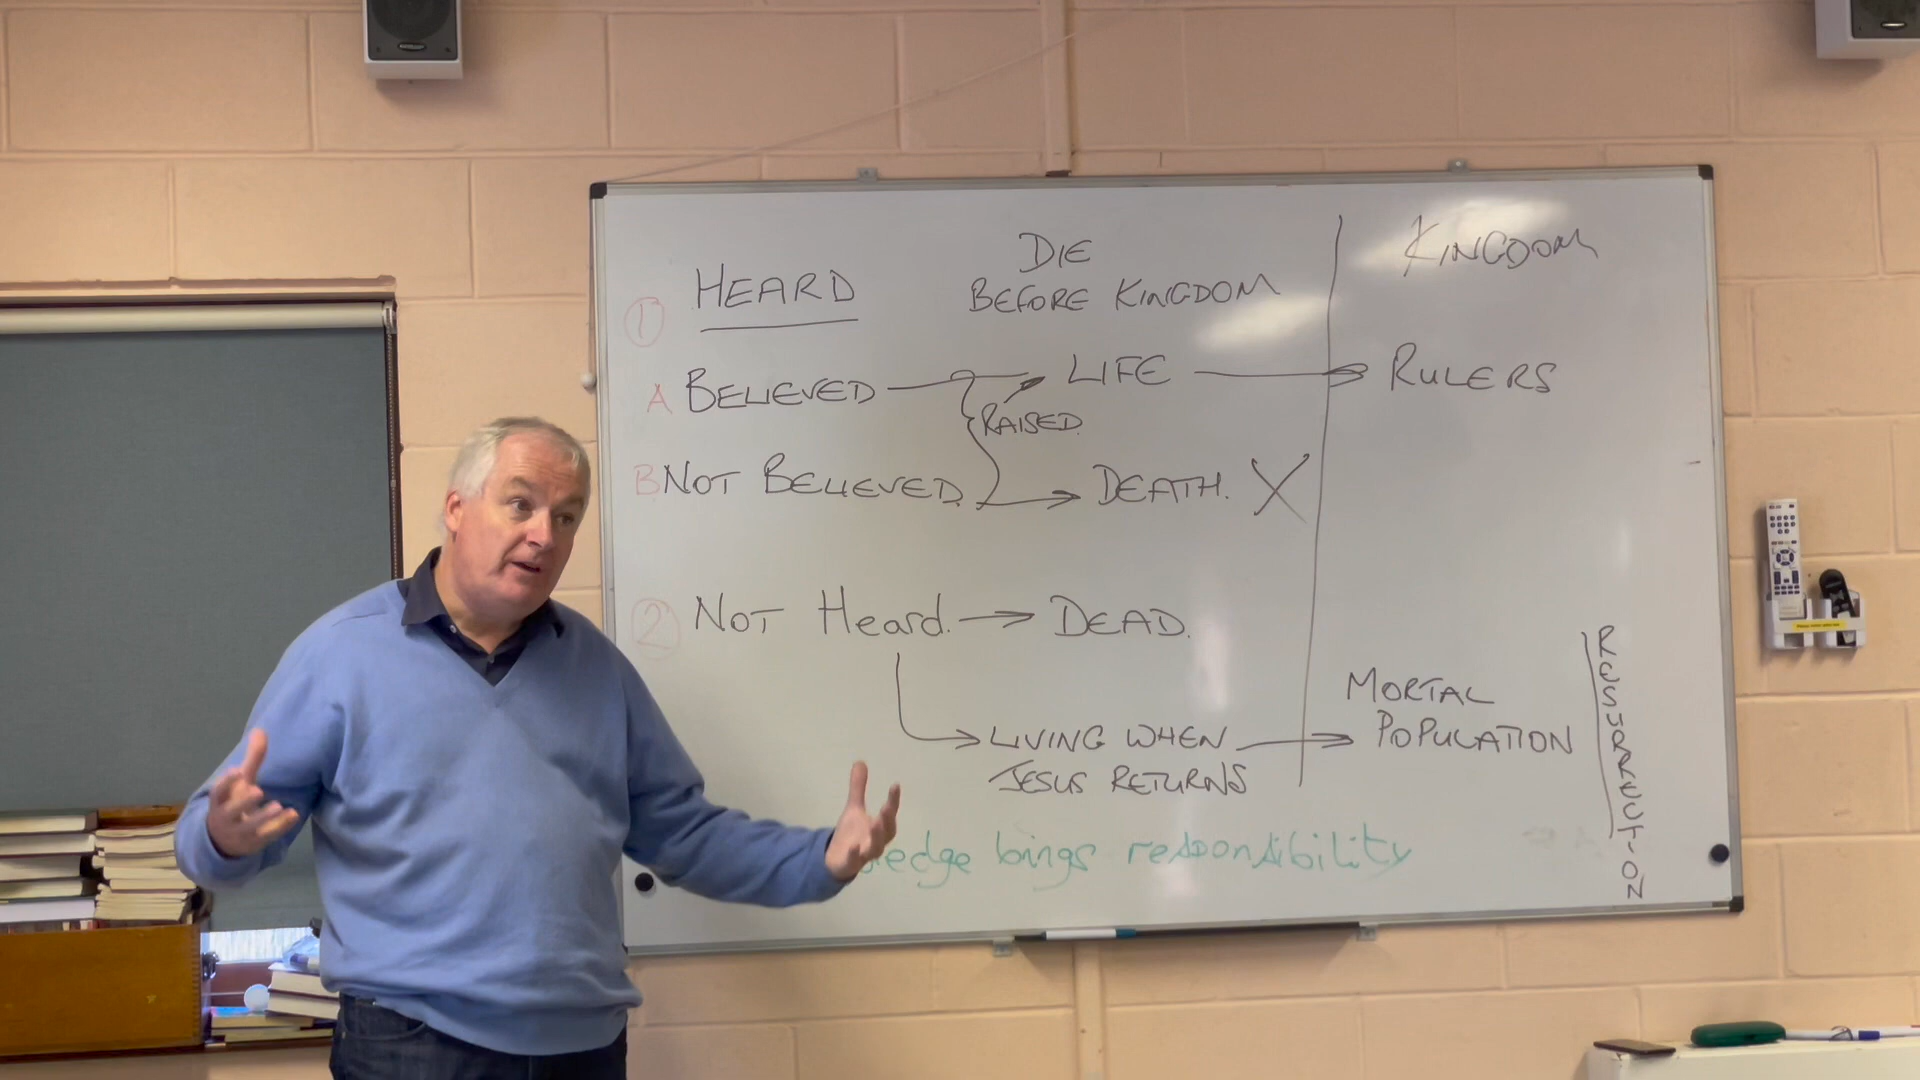 ① HEARD
DIE
BEFORE KINGDOM
KINGDOM
A BELIEVED
LIFE
RULERS
RAISED
B NOT BELIEVED.
DEATH. X
② NOT Heard.
DEAD.
LIVING WHEN
JESUS RETURNS
MORTAL
POPULATION
RESURRECTION
ledge brings responsibility